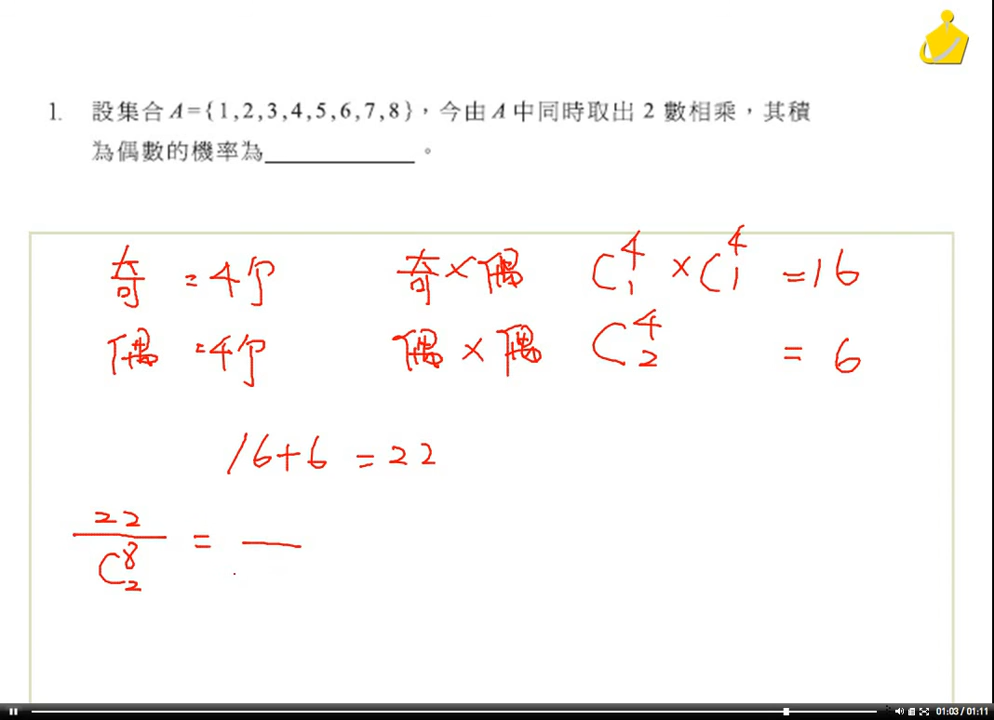 1. 設集合 A={1,2,3,4,5,6,7,8}，今由 A 中同時取出 2 數相乘，其積
為偶數的機率為__________。
奇 =4个 奇×偶 C⁴₁ × C⁴₁ =16
偶 =4个 偶×偶 C⁴₂ = 6
16+6 =22
22/C⁸₂ = —
01:03 / 01:11